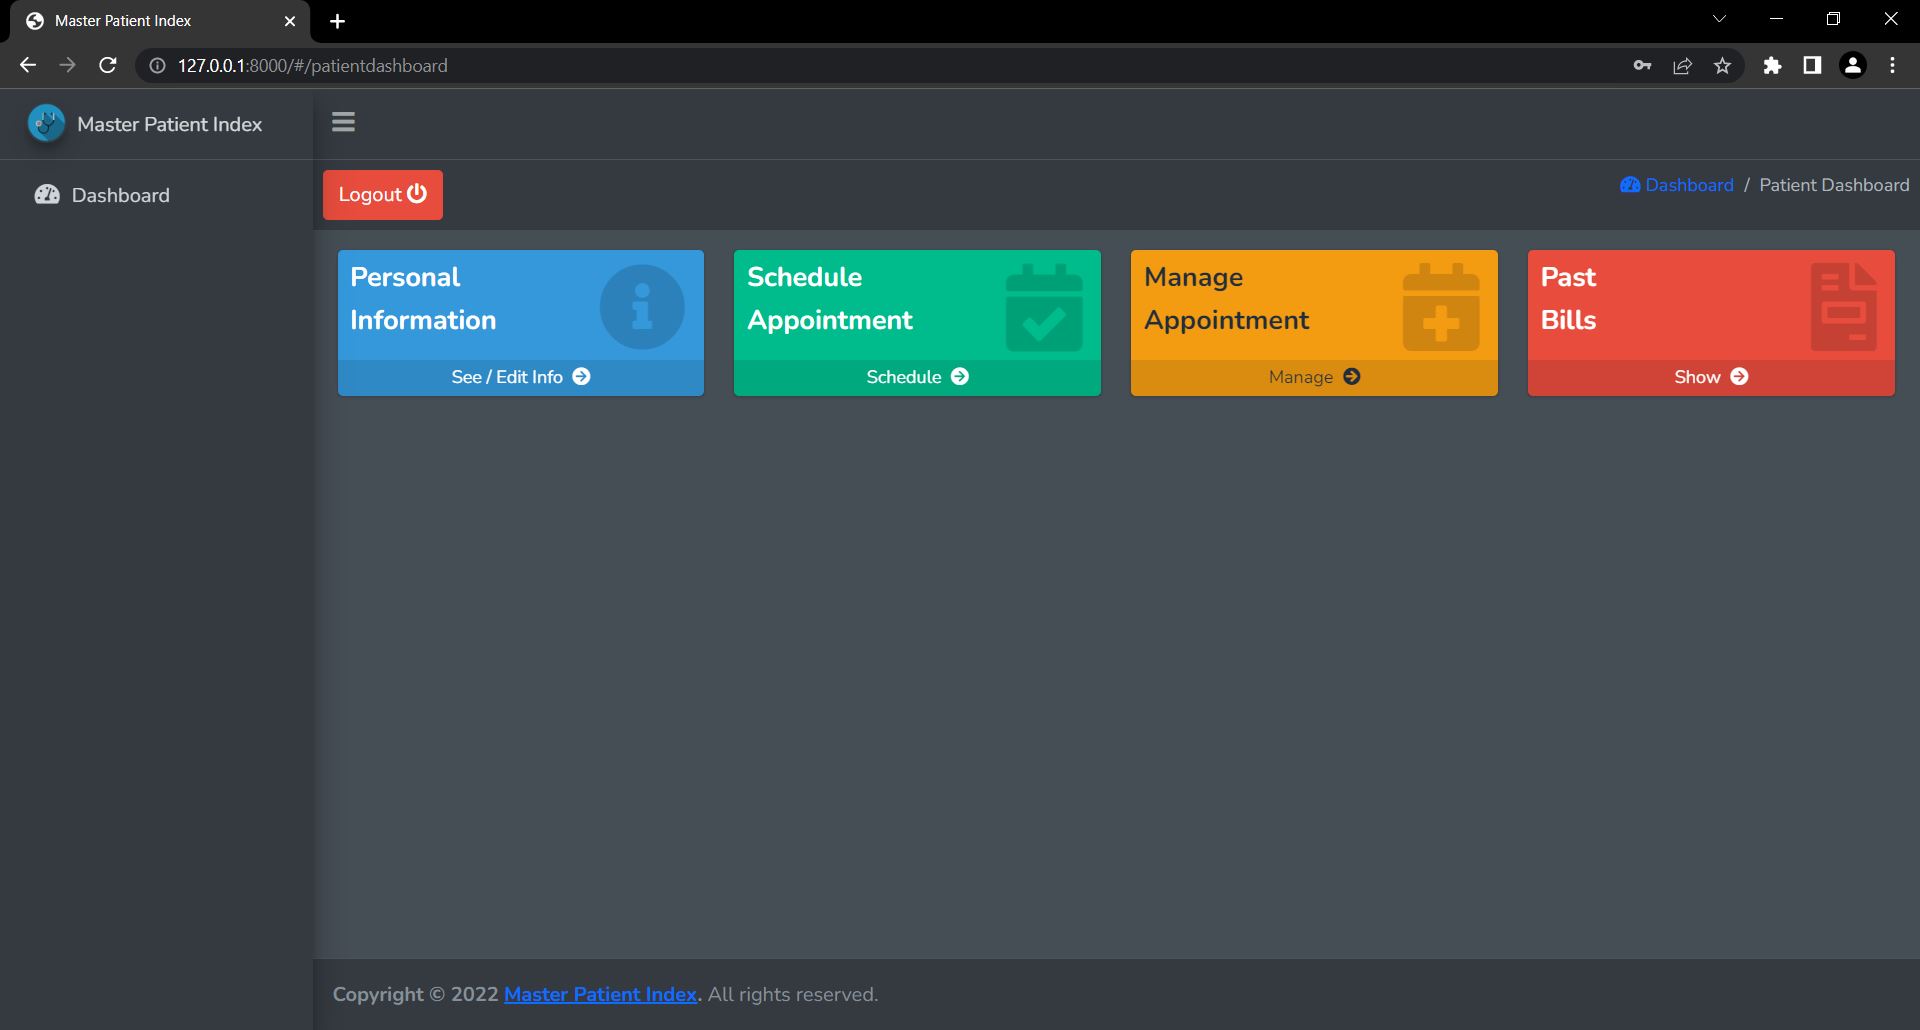 Master Patient Index
127.0.0.1:8000/#/patientdashboard
Master Patient Index
Dashboard
Logout
Dashboard / Patient Dashboard
Personal
Information
See / Edit Info
Schedule
Appointment
Schedule
Manage
Appointment
Manage
Past
Bills
Show
Copyright © 2022 Master Patient Index. All rights reserved.